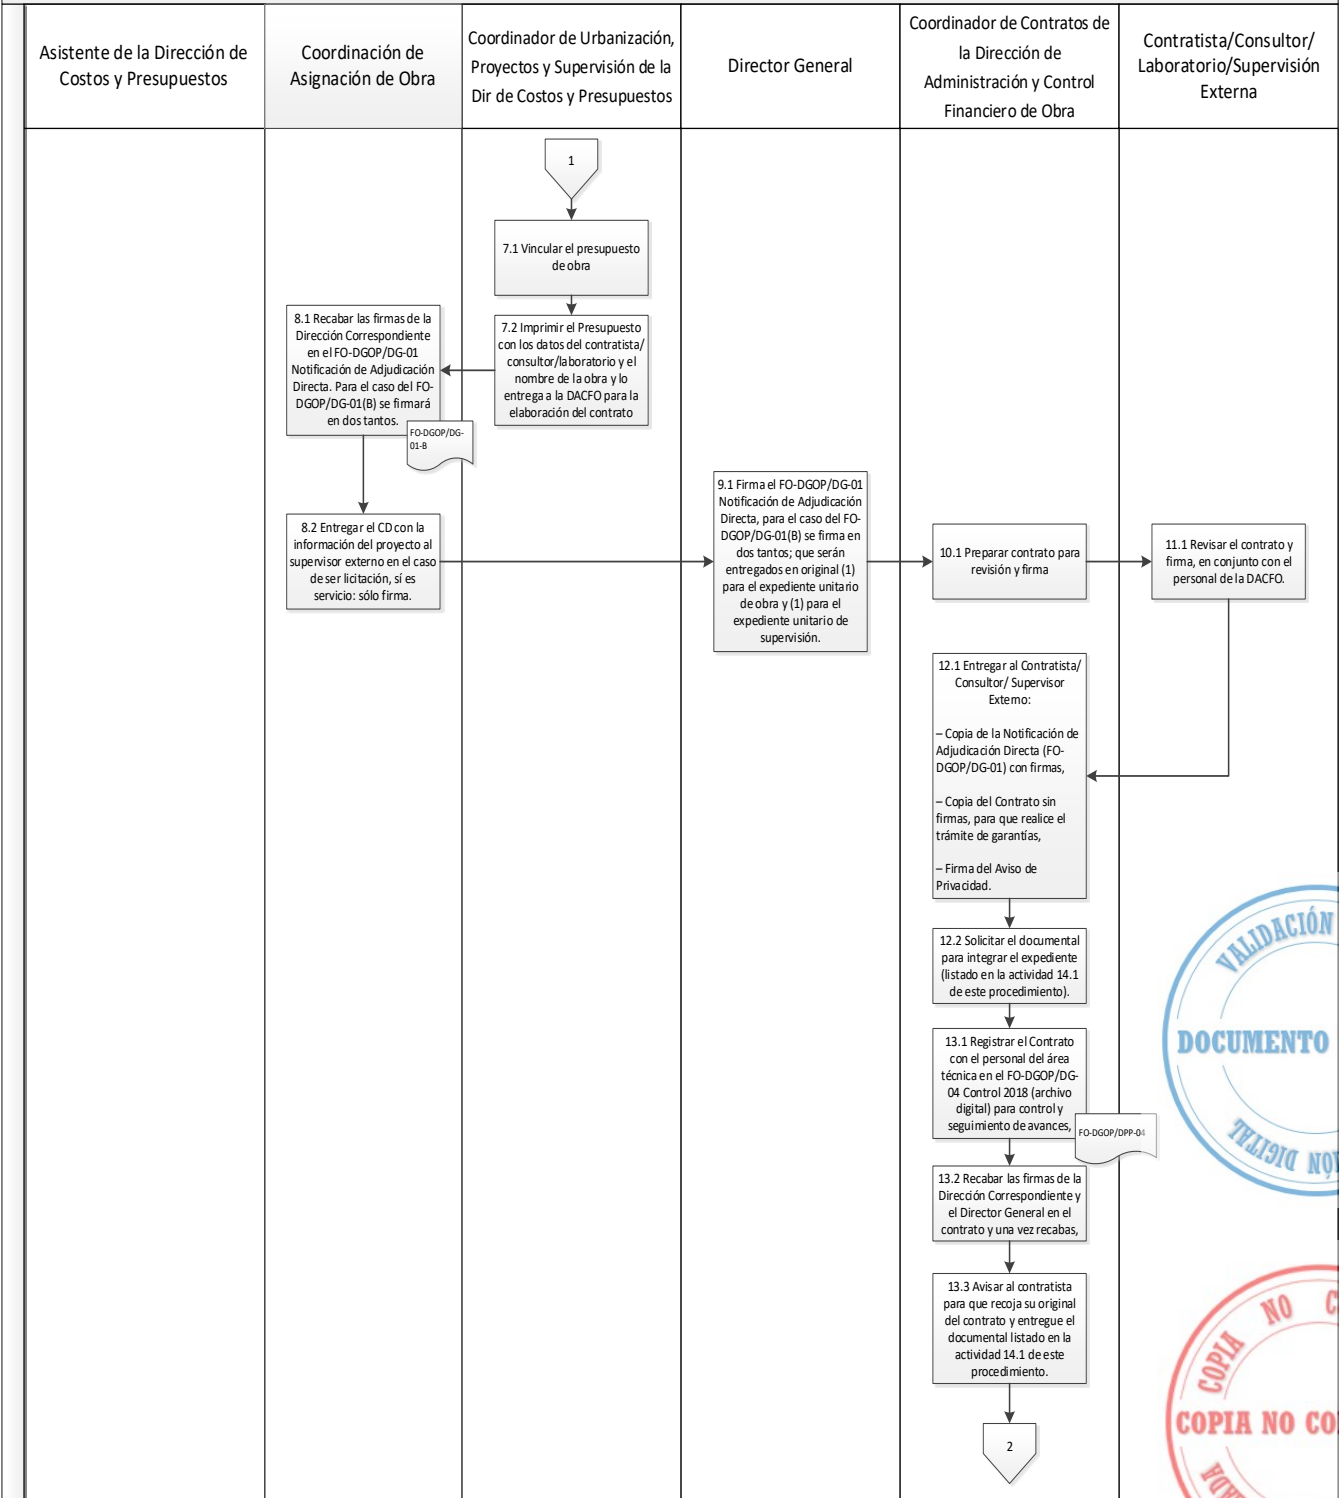 Asistente de la Dirección de
Costos y Presupuestos
Coordinación de
Asignación de Obra
Coordinador de Urbanización,
Proyectos y Supervisión de la
Dir de Costos y Presupuestos
Director General
Coordinador de Contratos de
la Dirección de
Administración y Control
Financiero de Obra
Contratista/Consultor/
Laboratorio/Supervisión
Externa
1
7.1 Vincular el presupuesto
de obra
7.2 Imprimir el Presupuesto
con los datos del contratista/
consultor/laboratorio y el
nombre de la obra y lo
entrega a la DACFO para la
elaboración del contrato
8.1 Recabar las firmas de la
Dirección Correspondiente
en el FO-DGOP/DG-01
Notificación de Adjudicación
Directa. Para el caso del FO-
DGOP/DG-01(B) se firmará
en dos tantos.
FO-DGOP/DG-
01-B
8.2 Entregar el CD con la
información del proyecto al
supervisor externo en el caso
de ser licitación, sí es
servicio: sólo firma.
9.1 Firma el FO-DGOP/DG-01
Notificación de Adjudicación
Directa, para el caso del FO-
DGOP/DG-01(B) se firma en
dos tantos; que serán
entregados en original (1)
para el expediente unitario
de obra y (1) para el
expediente unitario de
supervisión.
10.1 Preparar contrato para
revisión y firma
11.1 Revisar el contrato y
firma, en conjunto con el
personal de la DACFO.
12.1 Entregar al Contratista/
Consultor/ Supervisor
Externo:
– Copia de la Notificación de
Adjudicación Directa (FO-
DGOP/DG-01) con firmas,
– Copia del Contrato sin
firmas, para que realice el
trámite de garantías,
– Firma del Aviso de
Privacidad.
12.2 Solicitar el documental
para integrar el expediente
(listado en la actividad 14.1
de este procedimiento).
13.1 Registrar el Contrato
con el personal del área
técnica en el FO-DGOP/DG-
04 Control 2018 (archivo
digital) para control y
seguimiento de avances,
FO-DGOP/DPP-04
13.2 Recabar las firmas de la
Dirección Correspondiente y
el Director General en el
contrato y una vez recabas,
13.3 Avisar al contratista
para que recoja su original
del contrato y entregue el
documental listado en la
actividad 14.1 de este
procedimiento.
2
VALIDACIÓN
DOCUMENTO
DIGITAL
COPIA NO
COPIA NO CO